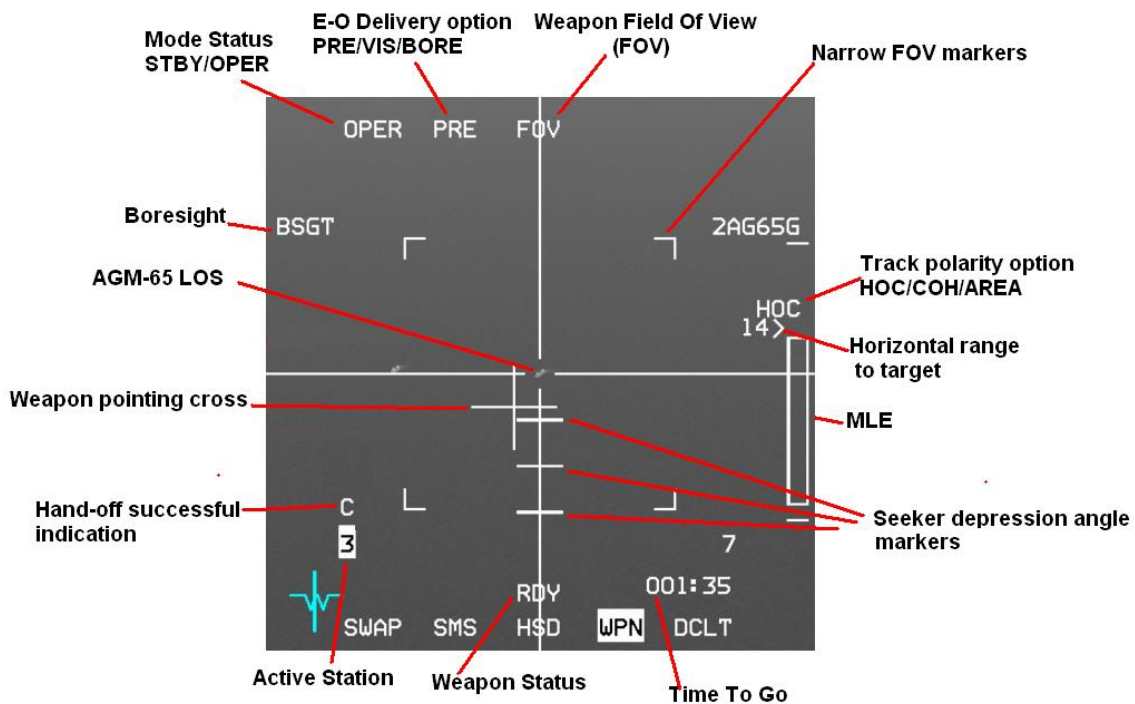 Mode Status
STBY/OPER
E-O Delivery option
PRE/VIS/BORE
Weapon Field Of View
(FOV)
Narrow FOV markers
OPER PRE FOV
Boresight
BSGT
2AG65G
AGM-65 LOS
Track polarity option
HOC/COH/AREA
HOC
14>
Horizontal range
to target
Weapon pointing cross
MLE
Hand-off successful
indication
C
3
Seeker depression angle
markers
7
RDY
001:35
SWAP SMS HSD WPN DCLT
Active Station
Weapon Status
Time To Go